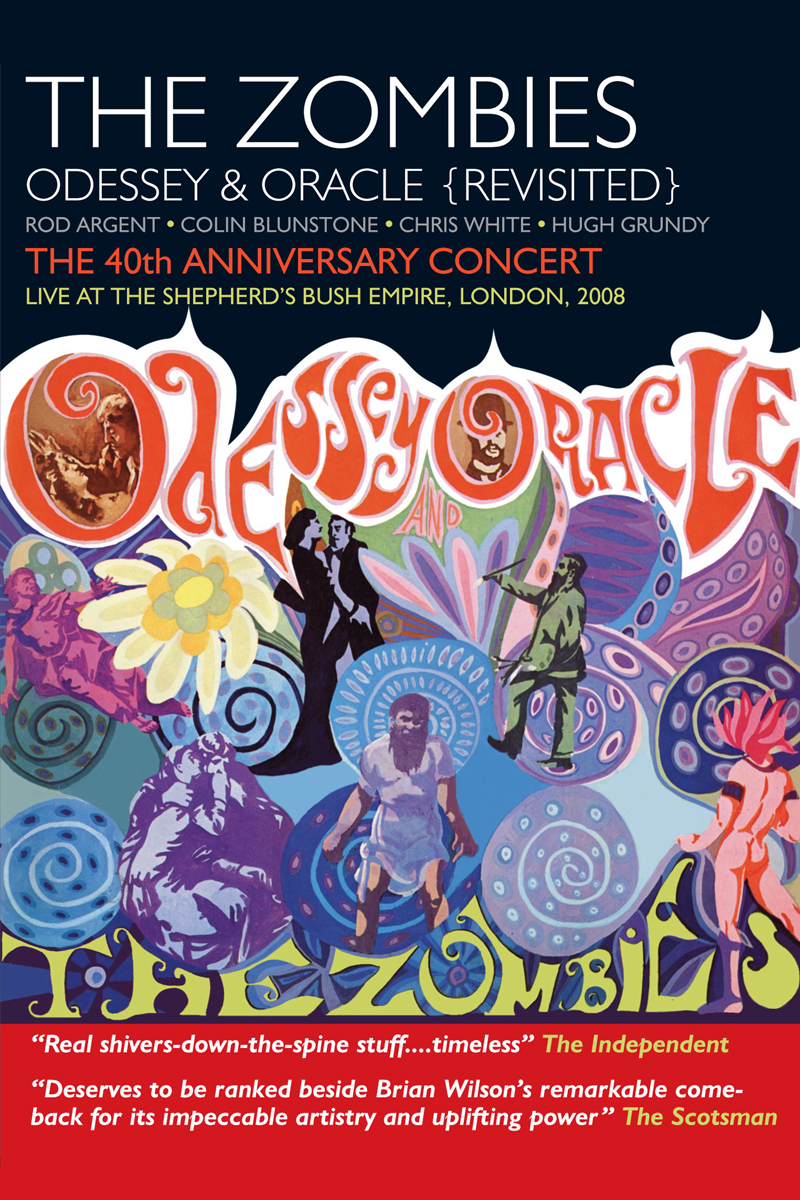 THE ZOMBIES
ODESSEY & ORACLE {REVISITED}
ROD ARGENT • COLIN BLUNSTONE • CHRIS WHITE • HUGH GRUNDY
THE 40th ANNIVERSARY CONCERT
LIVE AT THE SHEPHERD'S BUSH EMPIRE, LONDON, 2008
Odessey Oracle
AND
THE ZOMBiES
“Real shivers-down-the-spine stuff....timeless” The Independent
“Deserves to be ranked beside Brian Wilson's remarkable come-
back for its impeccable artistry and uplifting power” The Scotsman